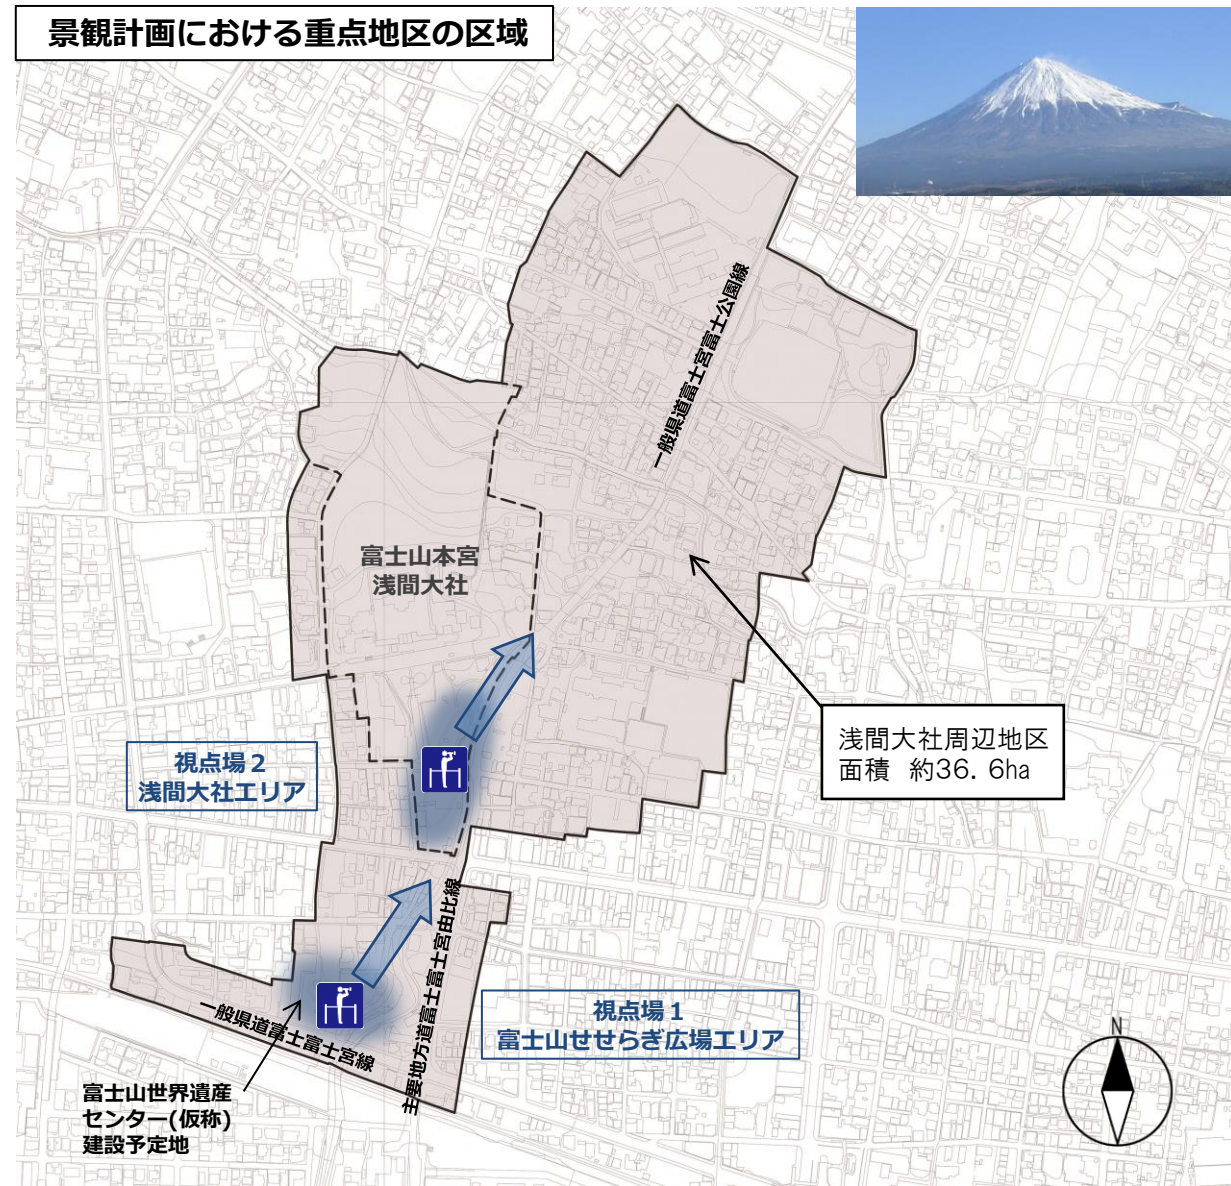 景観計画における重点地区の区域
一般県道富士宮富士公園線
富士山本宮
浅間大社
浅間大社周辺地区
面積 約36．6ha
視点場２
浅間大社エリア
主要地方道富士富士宮由比線
視点場１
富士山せせらぎ広場エリア
一般県道富士富士宮線
富士山世界遺産
センター(仮称)
建設予定地
N